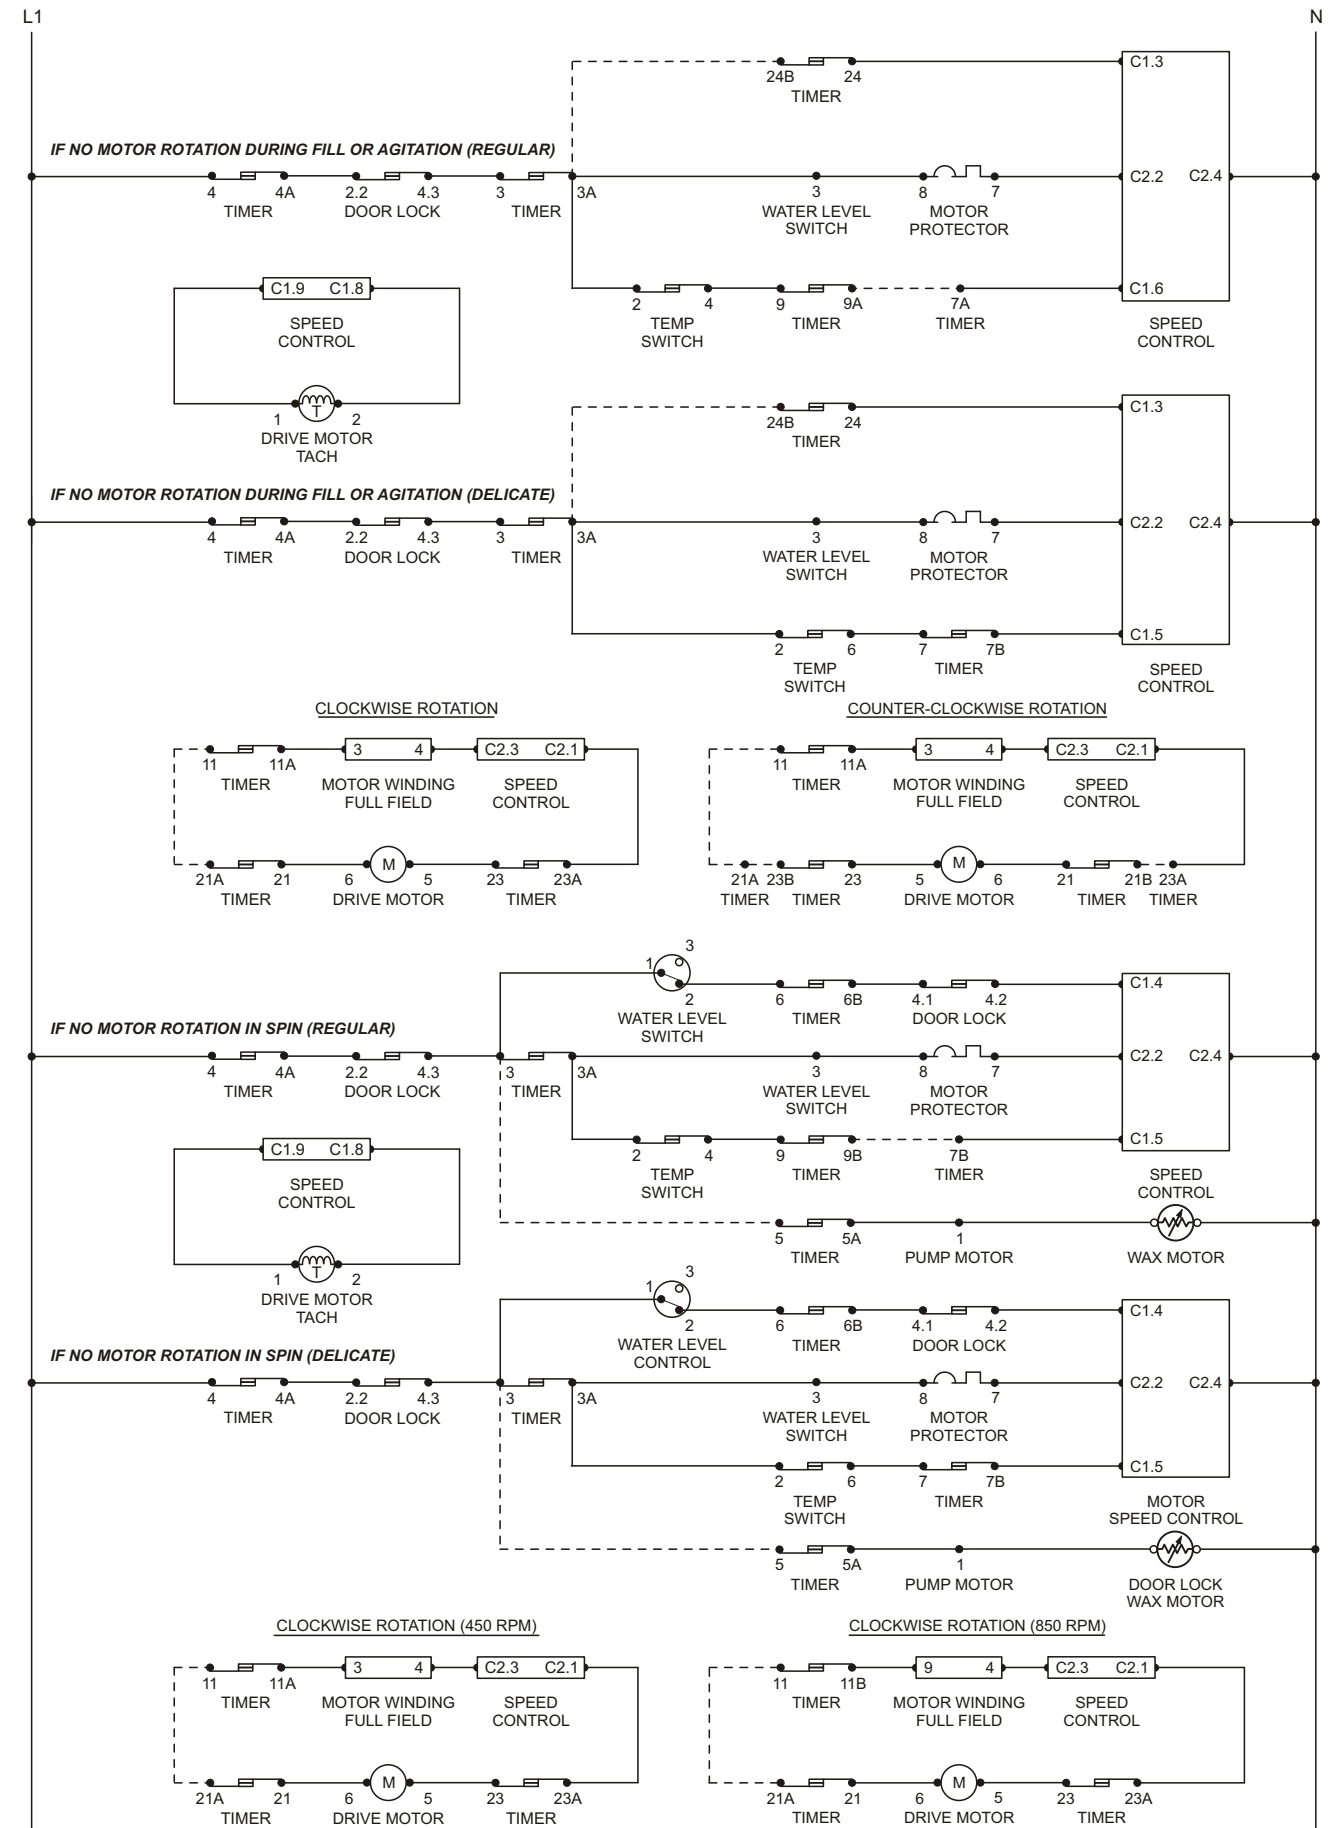 L1 N
C1.3
24B 24
TIMER
IF NO MOTOR ROTATION DURING FILL OR AGITATION (REGULAR)
C2.2 C2.4
4 4A 2.2 4.3 3 3A 3 8 7
TIMER DOOR LOCK TIMER WATER LEVEL MOTOR
SWITCH PROTECTOR
C1.9 C1.8 C1.6
2 4 9 9A 7A
SPEED TEMP TIMER TIMER SPEED
CONTROL SWITCH CONTROL
T
C1.3
1 2 24B 24
DRIVE MOTOR TIMER
TACH
IF NO MOTOR ROTATION DURING FILL OR AGITATION (DELICATE)
C2.2 C2.4
4 4A 2.2 4.3 3 3A 3 8 7
TIMER DOOR LOCK TIMER WATER LEVEL MOTOR
SWITCH PROTECTOR
C1.5
2 6 7 7B
TEMP TIMER SPEED
SWITCH CONTROL
CLOCKWISE ROTATION COUNTER-CLOCKWISE ROTATION
3 4 C2.3 C2.1 3 4 C2.3 C2.1
11 11A 11 11A
TIMER MOTOR WINDING SPEED TIMER MOTOR WINDING SPEED
FULL FIELD CONTROL FULL FIELD CONTROL
M M
21A 21 6 5 23 23A 21A 23B 23 5 6 21 21B 23A
TIMER DRIVE MOTOR TIMER TIMER TIMER DRIVE MOTOR TIMER TIMER
3
1
C1.4
2 6 6B 4.1 4.2
WATER LEVEL TIMER DOOR LOCK
SWITCH
IF NO MOTOR ROTATION IN SPIN (REGULAR)
C2.2 C2.4
4 4A 2.2 4.3 3 3A 3 8 7
TIMER DOOR LOCK TIMER WATER LEVEL MOTOR
SWITCH PROTECTOR
C1.9 C1.8 C1.5
2 4 9 9B 7B
SPEED TEMP TIMER TIMER SPEED
CONTROL SWITCH CONTROL
5 5A 1
TIMER PUMP MOTOR WAX MOTOR
T
1 2
DRIVE MOTOR
TACH
3
1
C1.4
2 6 6B 4.1 4.2
WATER LEVEL TIMER DOOR LOCK
CONTROL
IF NO MOTOR ROTATION IN SPIN (DELICATE)
C2.2 C2.4
4 4A 2.2 4.3 3 3A 3 8 7
TIMER DOOR LOCK TIMER WATER LEVEL MOTOR
SWITCH PROTECTOR
C1.5
2 6 7 7B
TEMP TIMER MOTOR
SWITCH SPEED CONTROL
5 5A 1
TIMER PUMP MOTOR DOOR LOCK
WAX MOTOR
CLOCKWISE ROTATION (450 RPM) CLOCKWISE ROTATION (850 RPM)
3 4 C2.3 C2.1 9 4 C2.3 C2.1
11 11A 11 11B
TIMER MOTOR WINDING SPEED TIMER MOTOR WINDING SPEED
FULL FIELD CONTROL FULL FIELD CONTROL
M M
21A 21 6 5 23 23A 21A 21 6 5 23 23A
TIMER DRIVE MOTOR TIMER TIMER DRIVE MOTOR TIMER